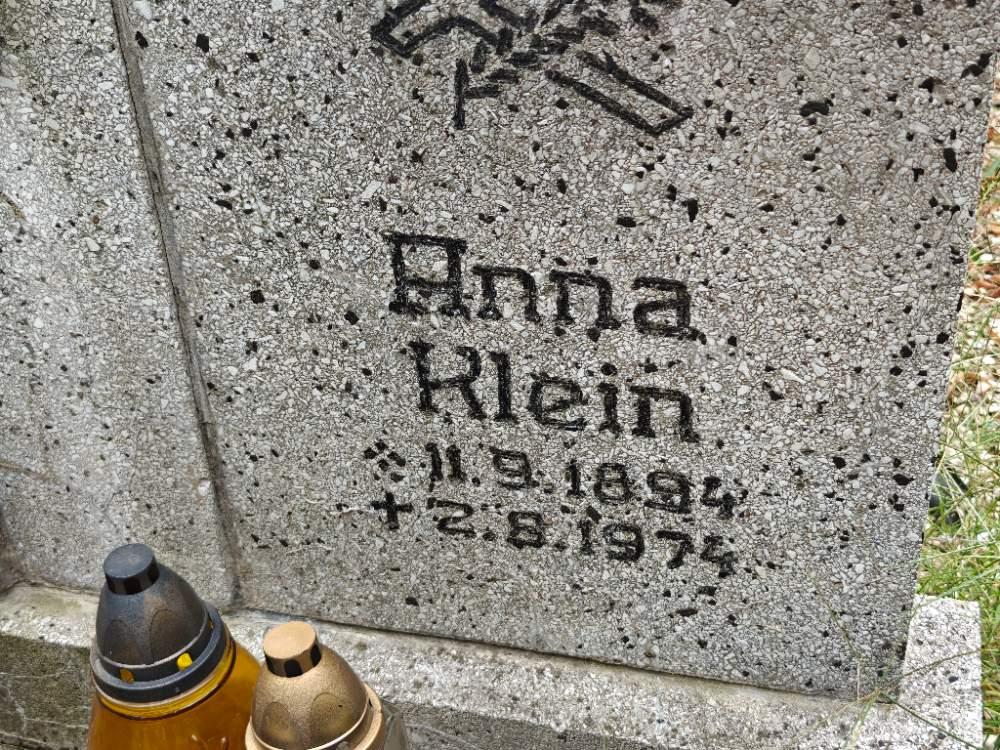 Anna
Klein
* 11.9.1894
+ 2.8.1974